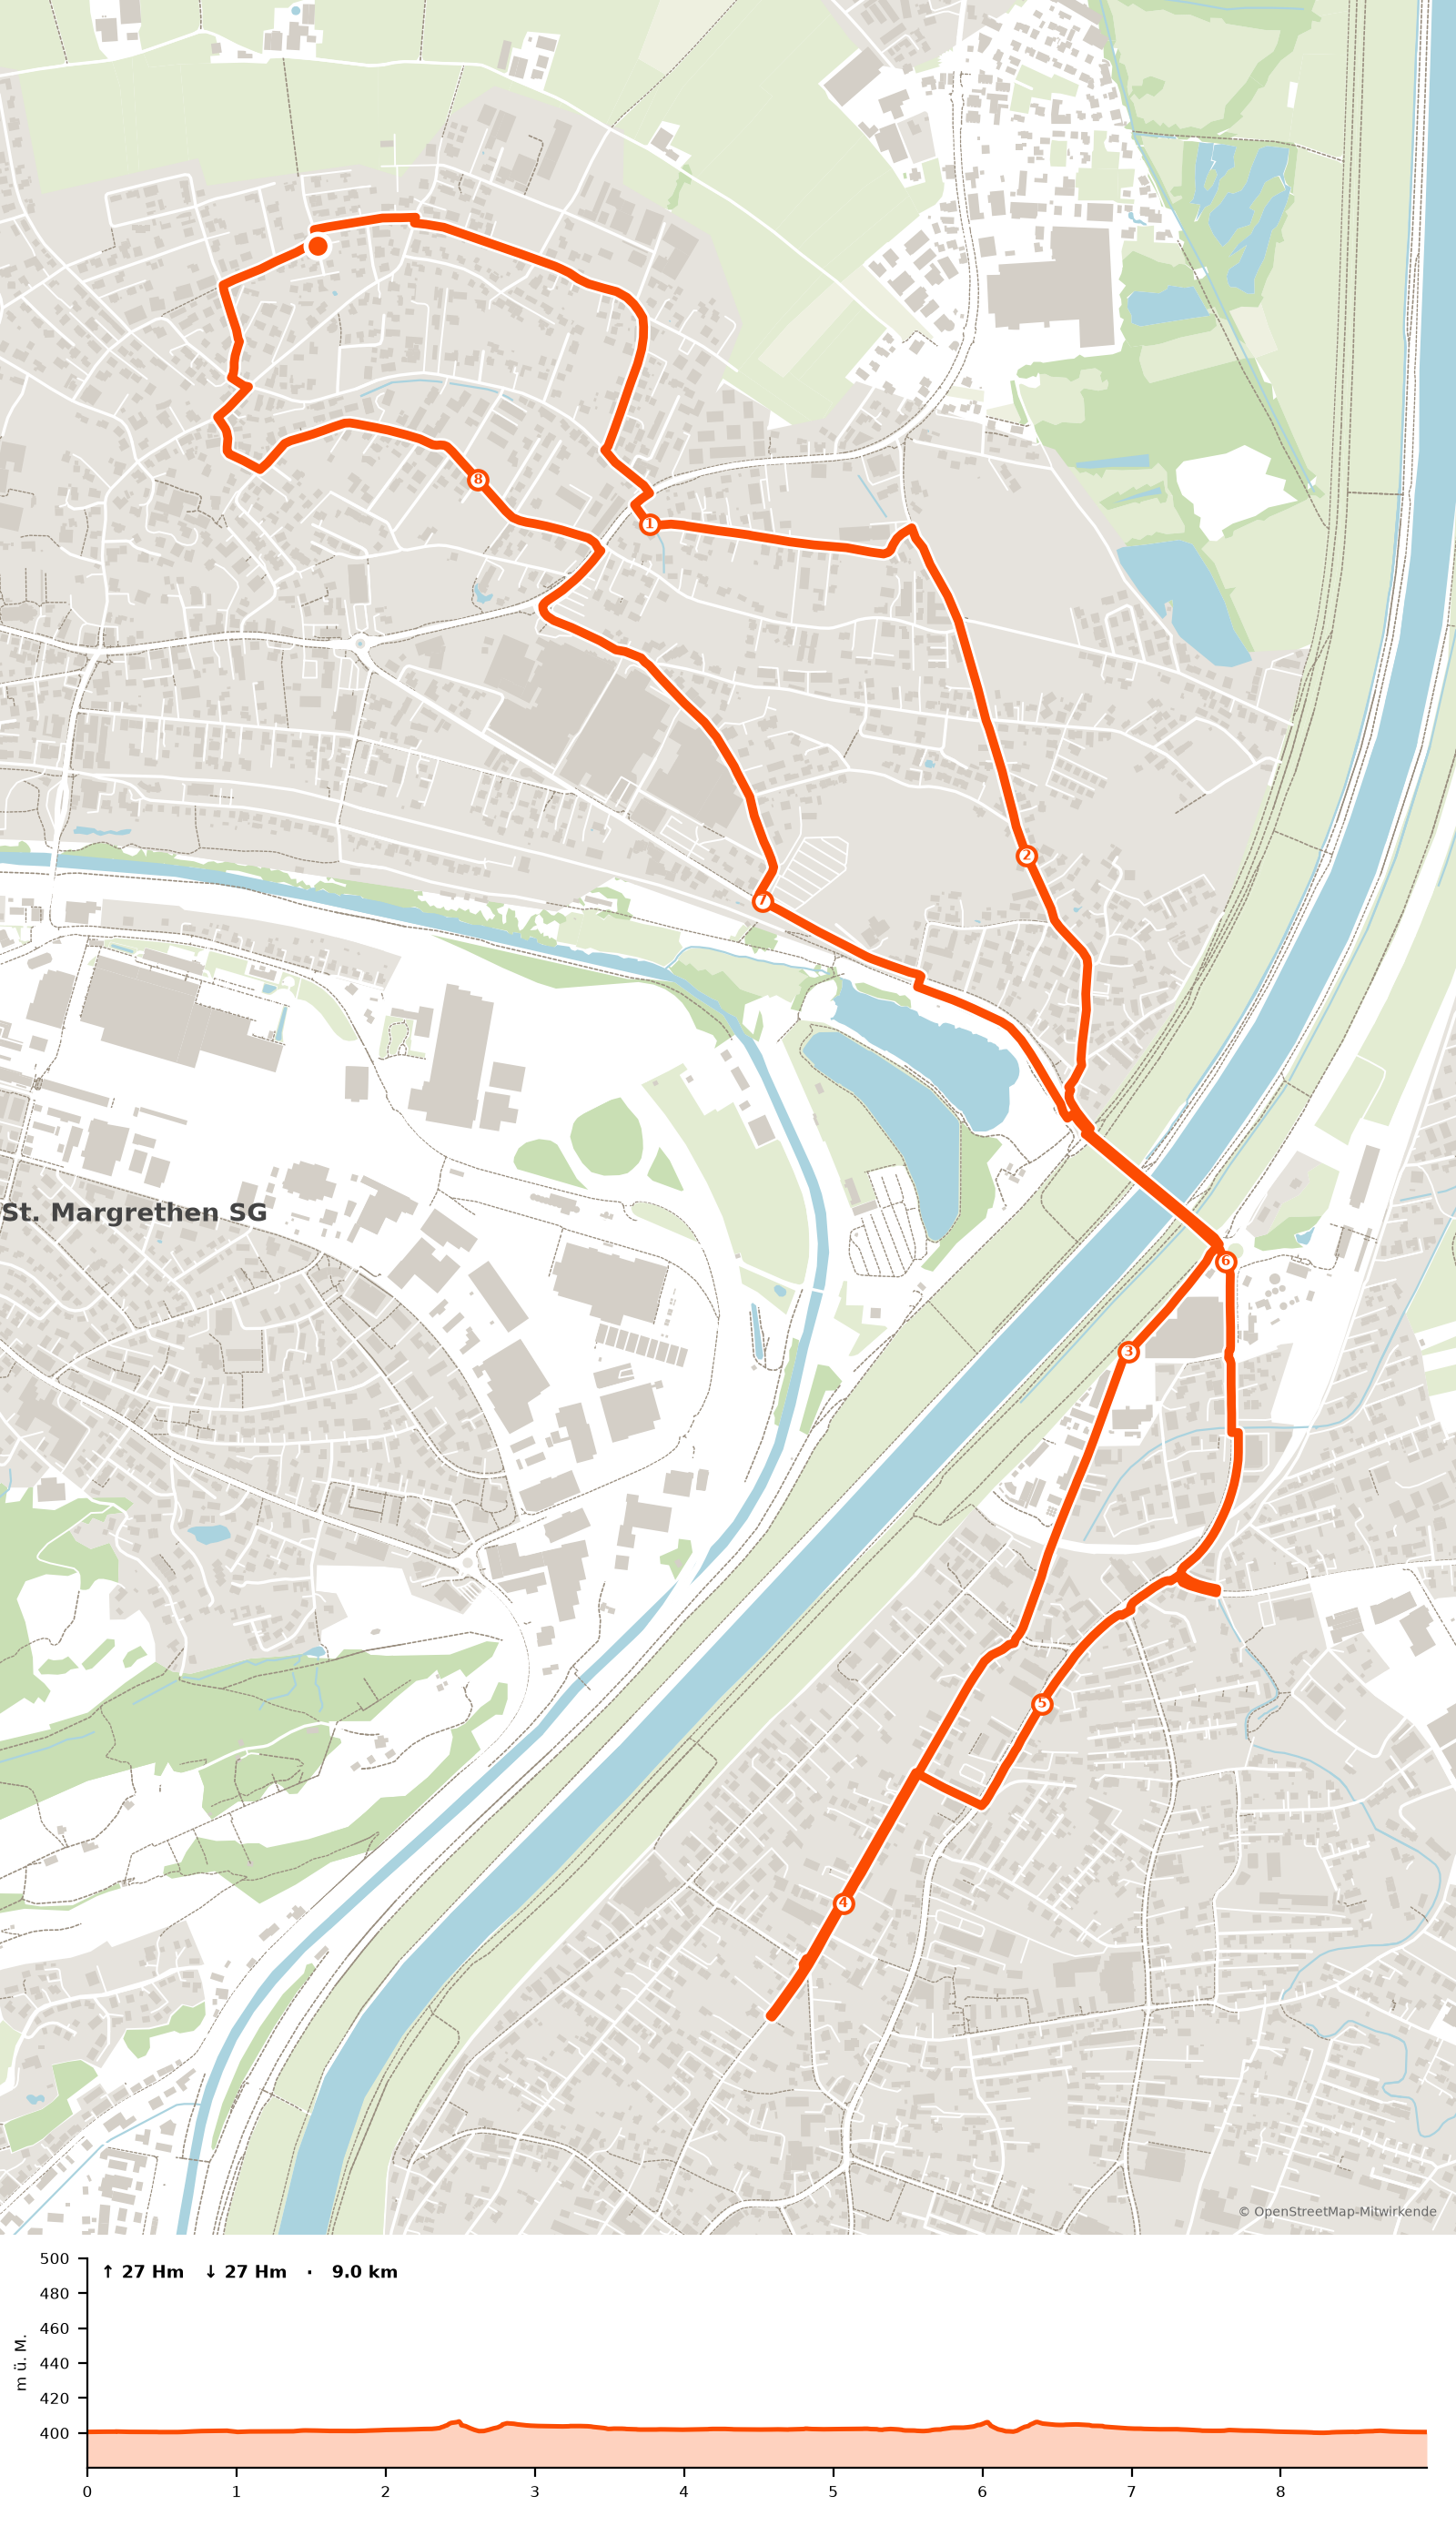 8
1
2
7
St. Margrethen SG
6
3
5
4
© OpenStreetMap-Mitwirkende
500
↑ 27 Hm ↓ 27 Hm · 9.0 km
480
460
440
420
400
m ü. M.
0 1 2 3 4 5 6 7 8